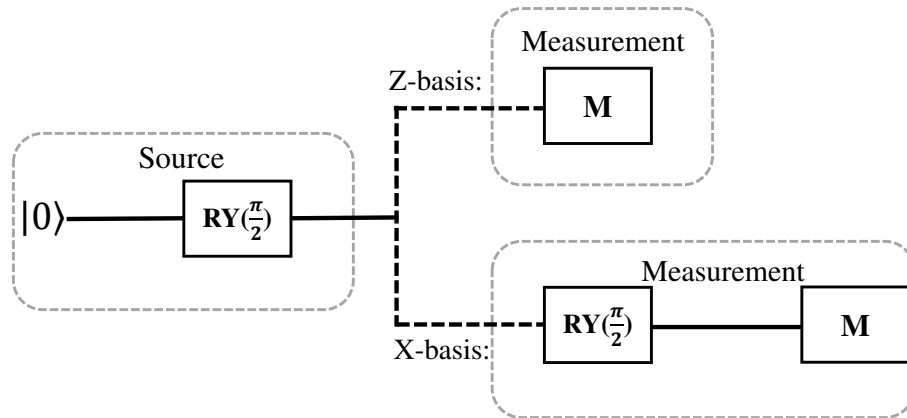 Measurement
Z-basis:
M
Source
|0⟩
RY(π/2)
Measurement
RY(π/2)
M
X-basis: